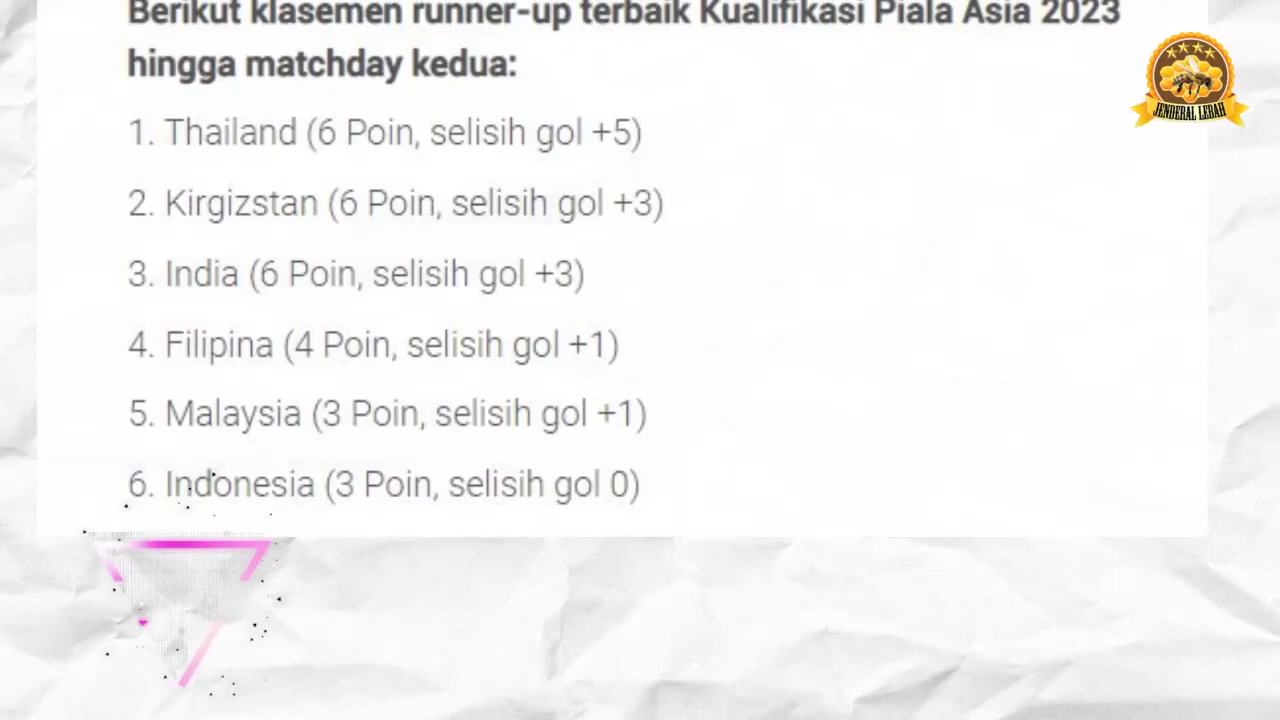 Berikut klasemen runner-up terbaik Kualifikasi Piala Asia 2023
hingga matchday kedua:
1. Thailand (6 Poin, selisih gol +5)
2. Kirgizstan (6 Poin, selisih gol +3)
3. India (6 Poin, selisih gol +3)
4. Filipina (4 Poin, selisih gol +1)
5. Malaysia (3 Poin, selisih gol +1)
6. Indonesia (3 Poin, selisih gol 0)
JENDERAL LEBAH